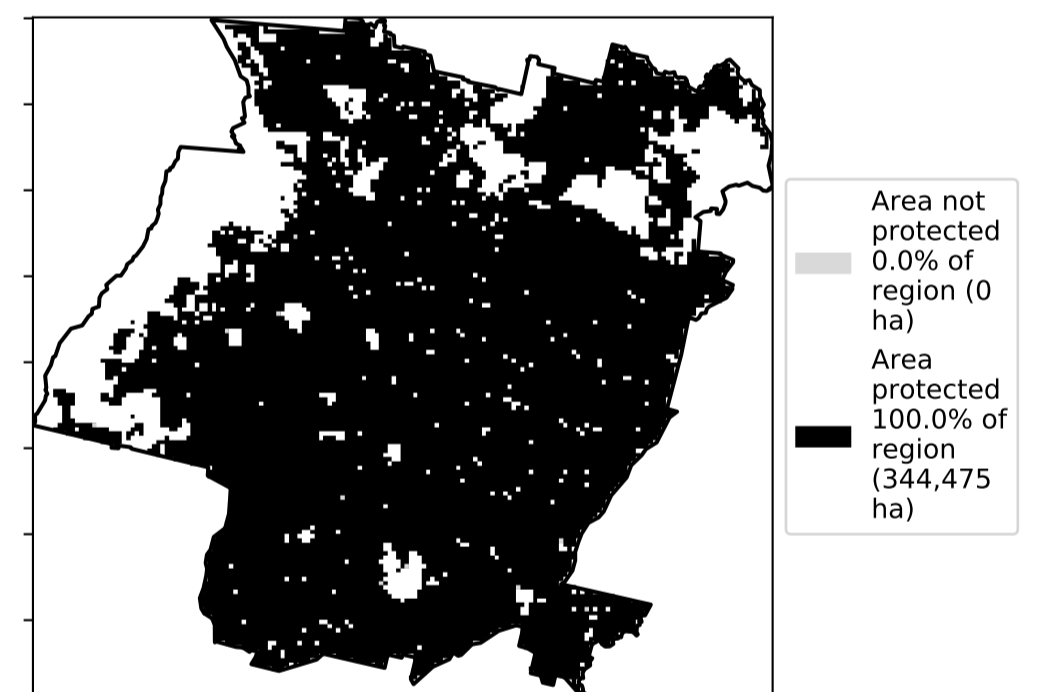 Area not
protected
0.0% of
region (0
ha)
Area
protected
100.0% of
region
(344,475
ha)